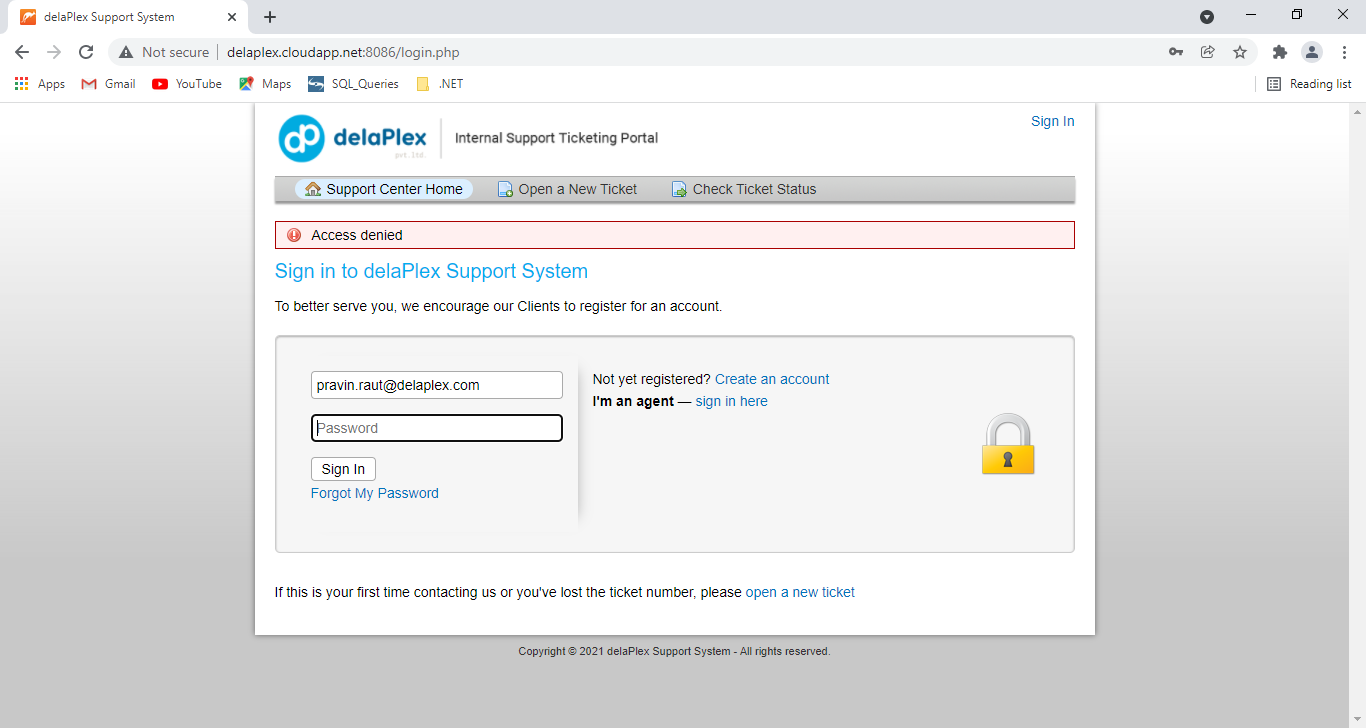 delaPlex Support System
Not secure
delaplex.cloudapp.net:8086/login.php
Apps
Gmail
YouTube
Maps
SQL_Queries
.NET
Reading list
dp delaPlex
pvt. ltd.
Internal Support Ticketing Portal
Sign In
Support Center Home
Open a New Ticket
Check Ticket Status
Access denied
Sign in to delaPlex Support System
To better serve you, we encourage our Clients to register for an account.
pravin.raut@delaplex.com
Password
Sign In
Forgot My Password
Not yet registered? Create an account
I'm an agent — sign in here
If this is your first time contacting us or you've lost the ticket number, please open a new ticket
Copyright © 2021 delaPlex Support System - All rights reserved.